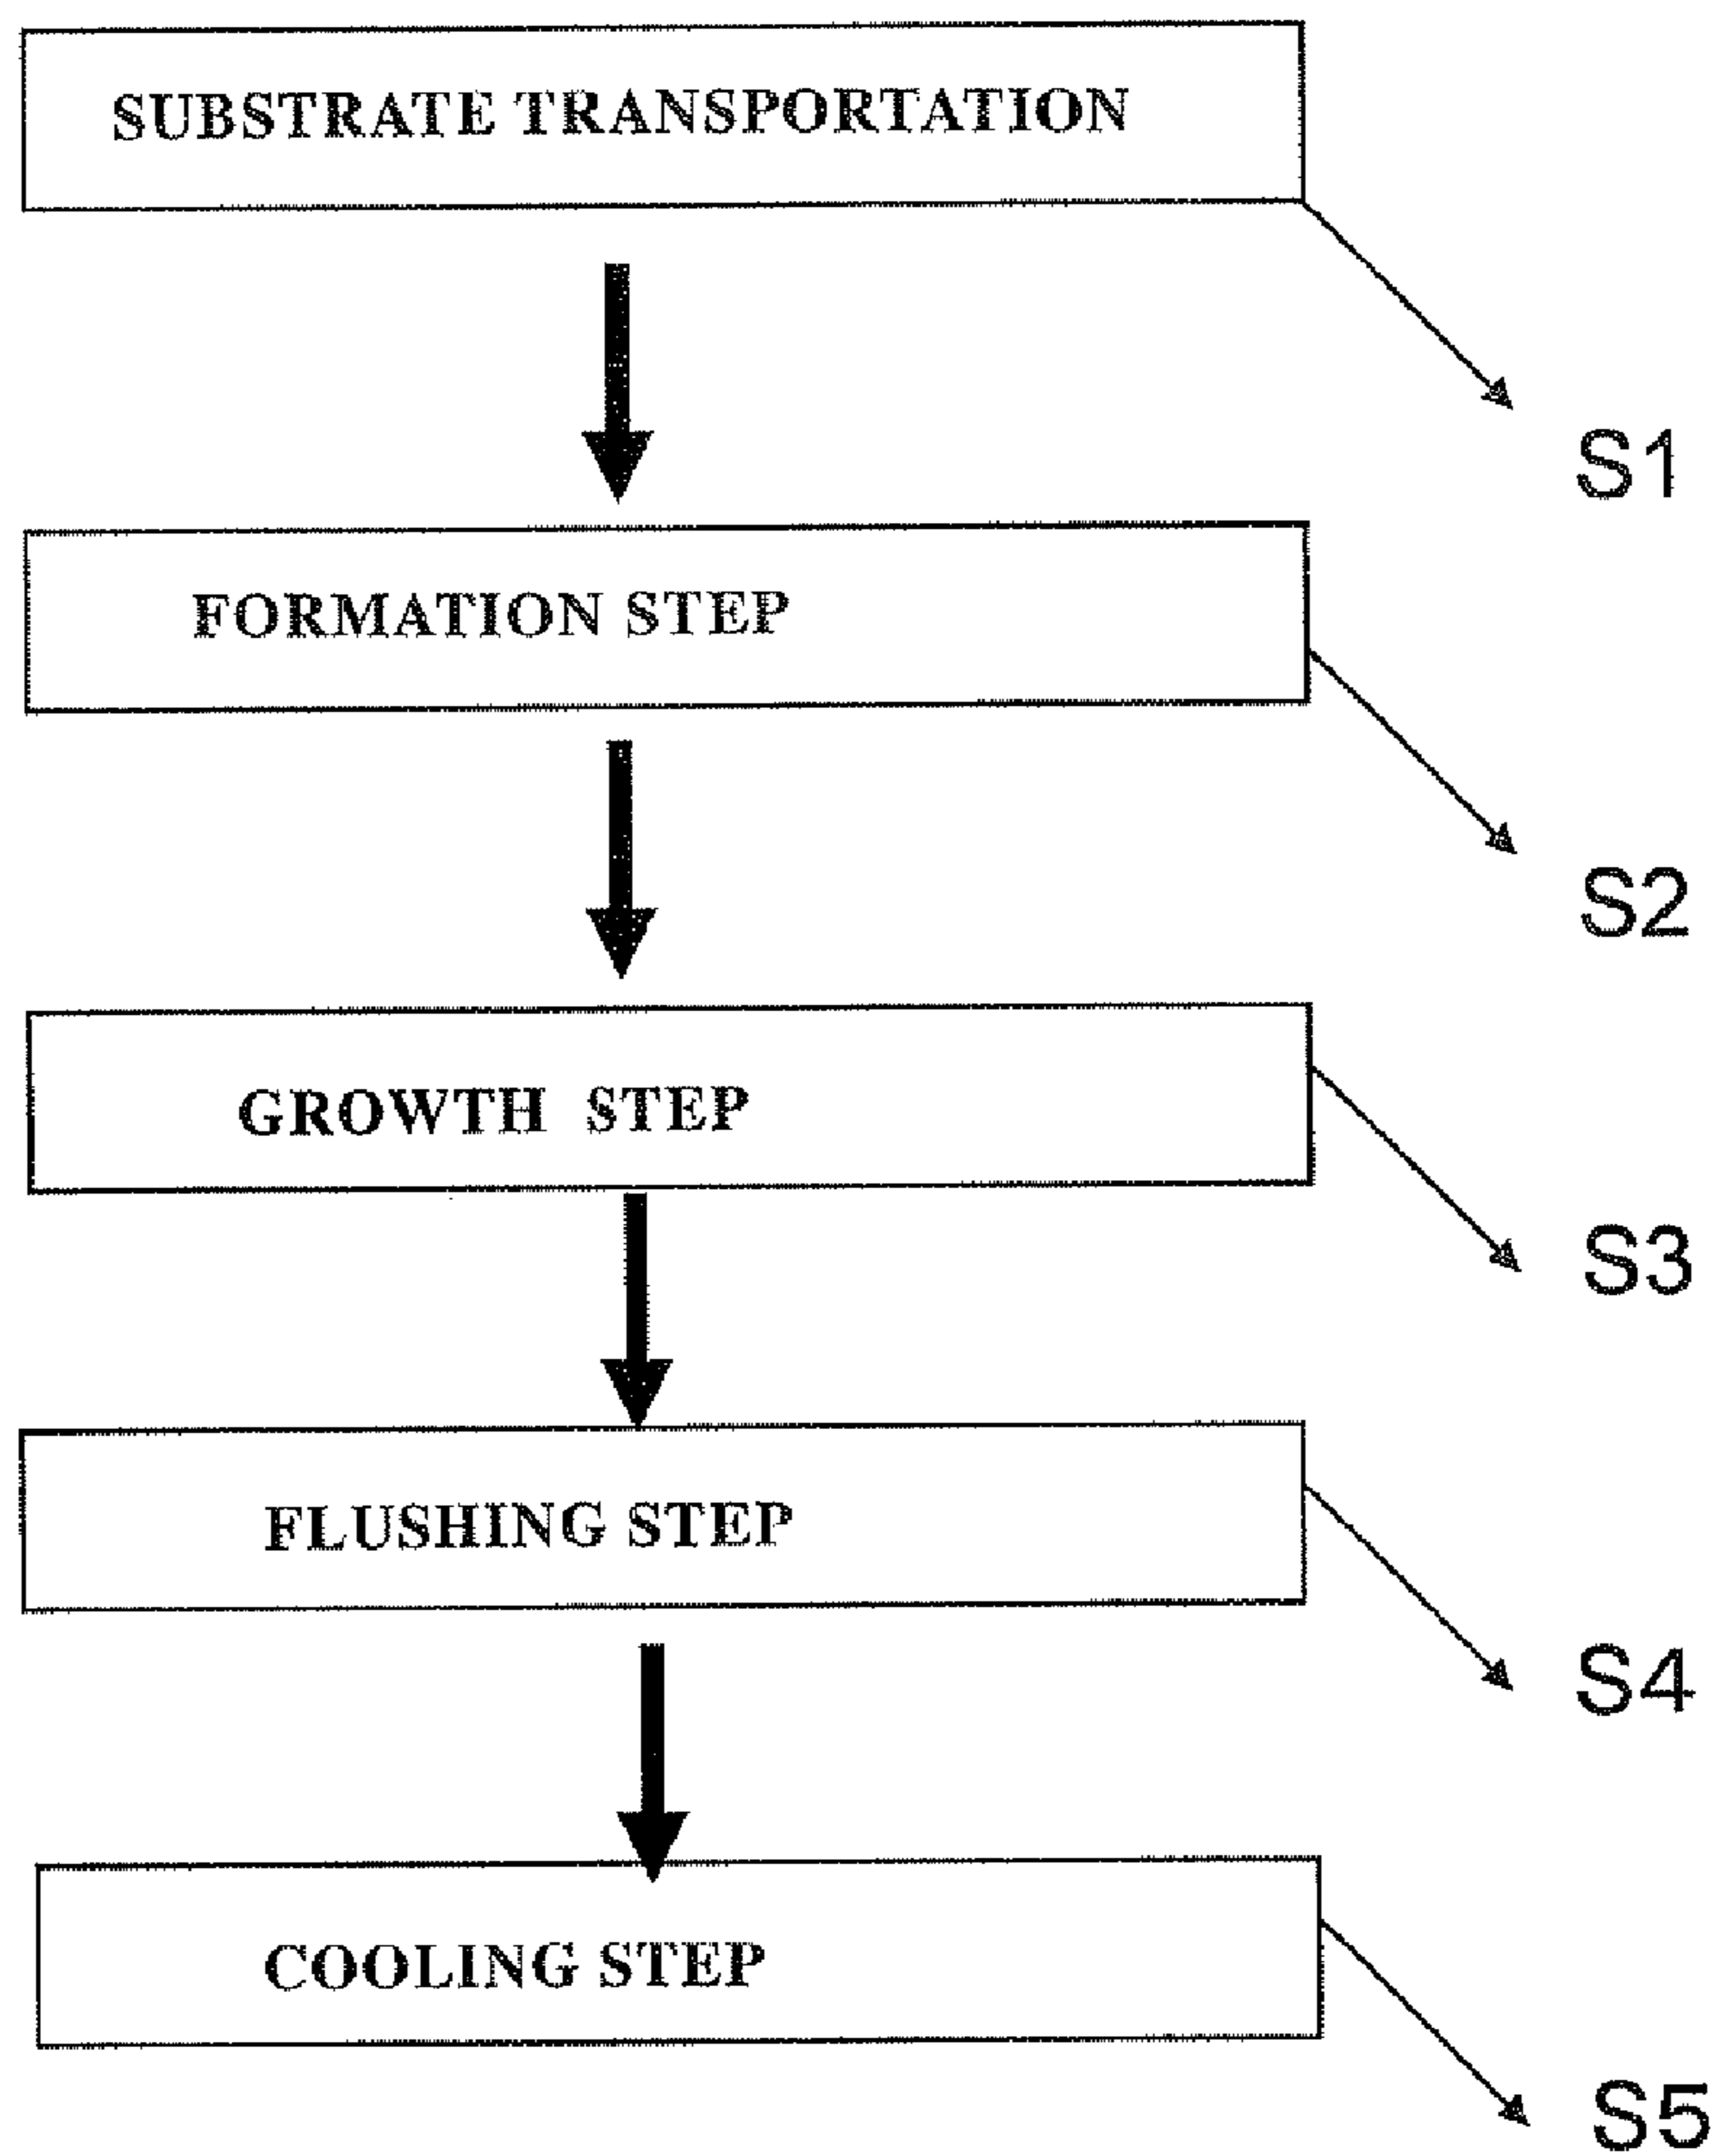 SUBSTRATE TRANSPORTATION
S1
FORMATION STEP
S2
GROWTH STEP
S3
FLUSHING STEP
S4
COOLING STEP
S5